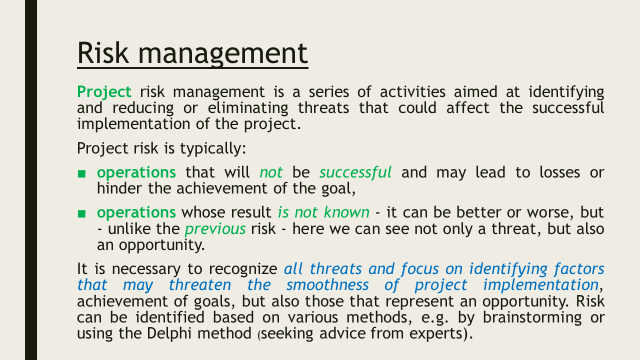 Risk management
Project risk management is a series of activities aimed at identifying
and reducing or eliminating threats that could affect the successful
implementation of the project.
Project risk is typically:
■ operations that will not be successful and may lead to losses or
hinder the achievement of the goal,
■ operations whose result is not known - it can be better or worse, but
- unlike the previous risk - here we can see not only a threat, but also
an opportunity.
It is necessary to recognize all threats and focus on identifying factors
that may threaten the smoothness of project implementation,
achievement of goals, but also those that represent an opportunity. Risk
can be identified based on various methods, e.g. by brainstorming or
using the Delphi method (seeking advice from experts).